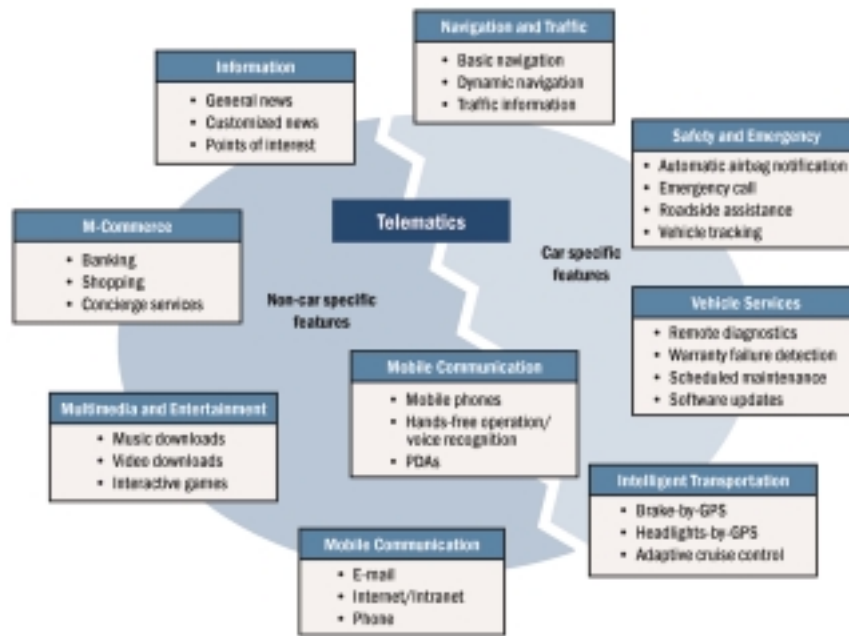 Navigation and Traffic
• Basic navigation
• Dynamic navigation
• Traffic information
Information
• General news
• Customized news
• Points of interest
Safety and Emergency
• Automatic airbag notification
• Emergency call
• Roadside assistance
• Vehicle tracking
Telematics
M-Commerce
• Banking
• Shopping
• Concierge services
Car specific
features
Non-car specific
features
Vehicle Services
• Remote diagnostics
• Warranty failure detection
• Scheduled maintenance
• Software updates
Mobile Communication
• Mobile phones
• Hands-free operation/
voice recognition
• PDAs
Multimedia and Entertainment
• Music downloads
• Video downloads
• Interactive games
Intelligent Transportation
• Brake-by-GPS
• Headlights-by-GPS
• Adaptive cruise control
Mobile Communication
• E-mail
• Internet/Intranet
• Phone